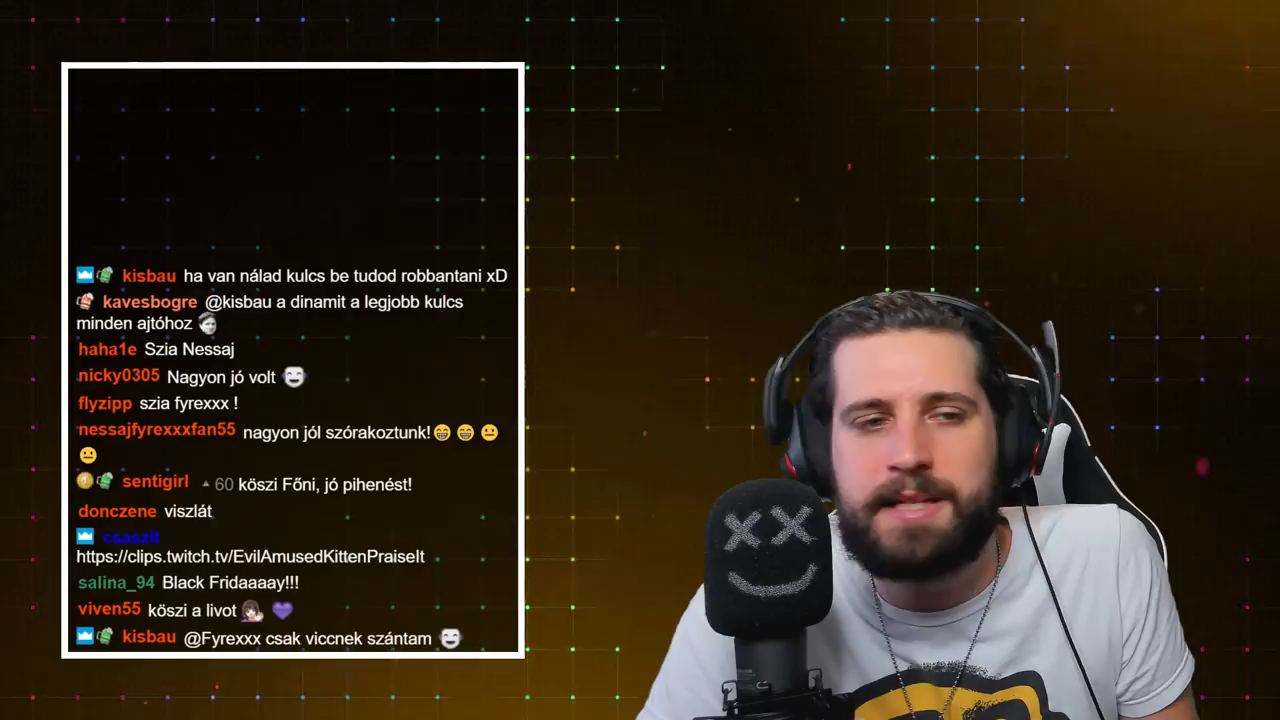 kisbau ha van nálad kulcs be tudod robbantani xD
kavesbogre @kisbau a dinamit a legjobb kulcs
minden ajtóhoz
haha1e Szia Nessaj
nicky0305 Nagyon jó volt
flyzipp szia fyrexxx !
nessajfyrexxxfan55 nagyon jól szórakoztunk!😁 😁 😐
😐
sentigirl 60 köszi Főni, jó pihenést!
donczene viszlát
csaszit
https://clips.twitch.tv/EvilAmusedKittenPraiseIt
salina_94 Black Fridaaaay!!!
viven55 köszi a livot 💜
kisbau @Fyrexxx csak viccnek szántam